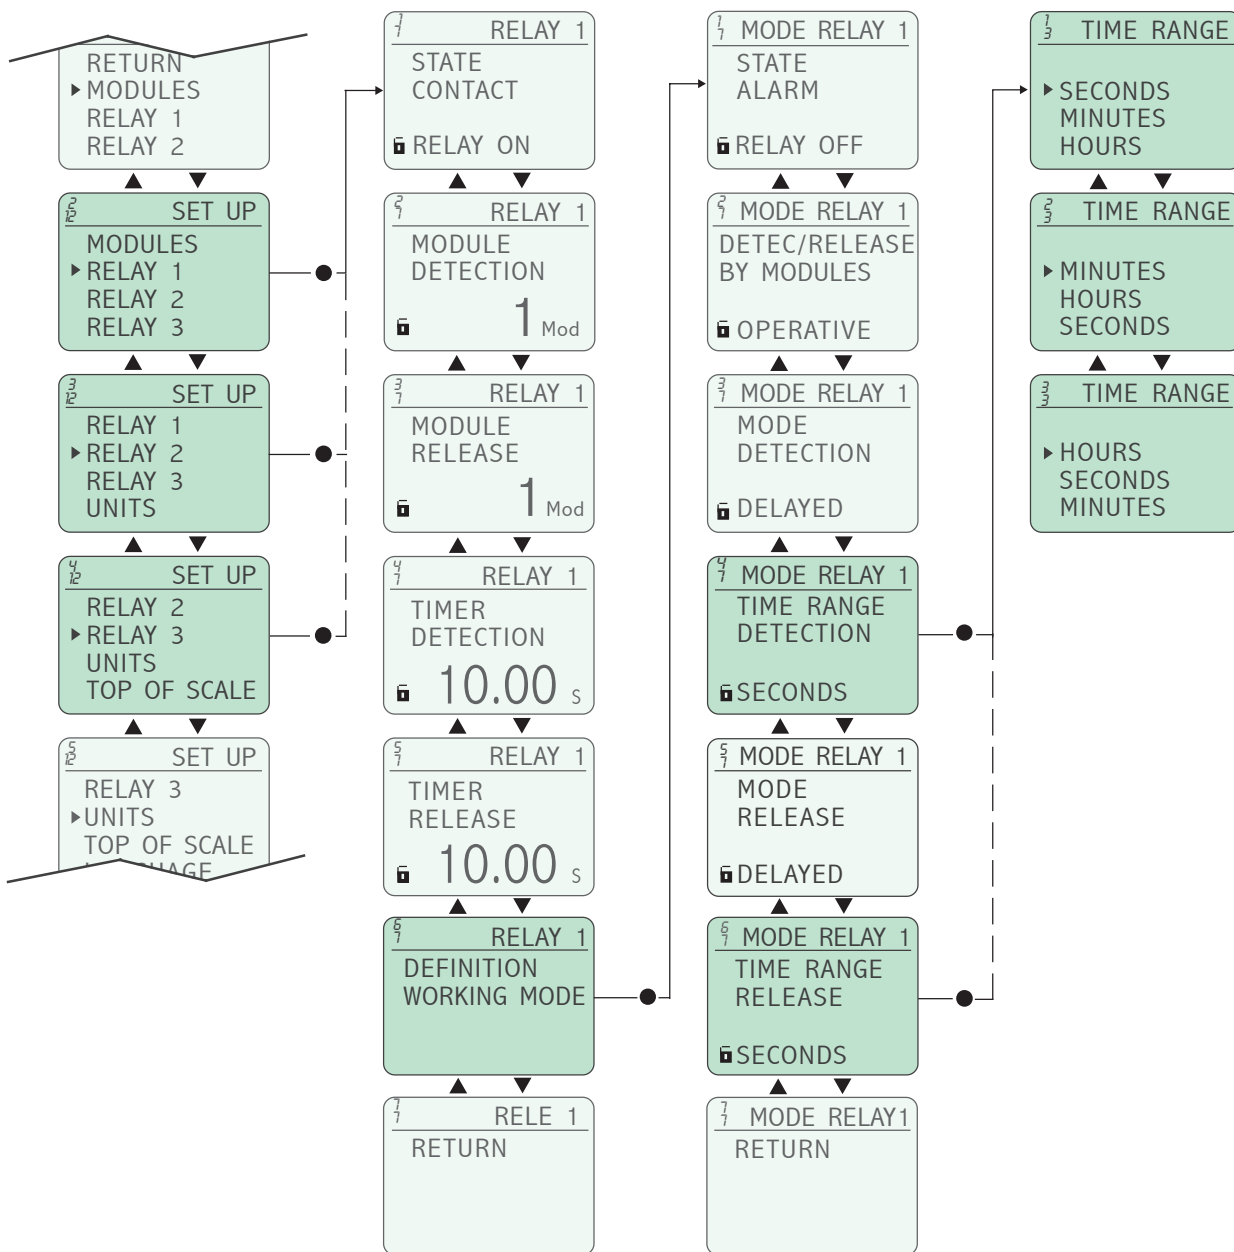 RETURN
MODULES
RELAY 1
RELAY 2
2
12
SET UP
MODULES
RELAY 1
RELAY 2
RELAY 3
3
12
SET UP
RELAY 1
RELAY 2
RELAY 3
UNITS
4
12
SET UP
RELAY 2
RELAY 3
UNITS
TOP OF SCALE
5
12
SET UP
RELAY 3
UNITS
TOP OF SCALE
1
7
RELAY 1
STATE
CONTACT
RELAY ON
2
7
RELAY 1
MODULE
DETECTION
1 Mod
3
7
RELAY 1
MODULE
RELEASE
1 Mod
4
7
RELAY 1
TIMER
DETECTION
10.00 S
5
7
RELAY 1
TIMER
RELEASE
10.00 S
6
7
RELAY 1
DEFINITION
WORKING MODE
7
7
RELE 1
RETURN
1
7
MODE RELAY 1
STATE
ALARM
RELAY OFF
2
7
MODE RELAY 1
DETEC/RELEASE
BY MODULES
OPERATIVE
3
7
MODE RELAY 1
MODE
DETECTION
DELAYED
4
7
MODE RELAY 1
TIME RANGE
DETECTION
SECONDS
5
7
MODE RELAY 1
MODE
RELEASE
DELAYED
6
7
MODE RELAY 1
TIME RANGE
RELEASE
SECONDS
7
7
MODE RELAY1
RETURN
1
3
TIME RANGE
SECONDS
MINUTES
HOURS
2
3
TIME RANGE
MINUTES
HOURS
SECONDS
3
3
TIME RANGE
HOURS
SECONDS
MINUTES